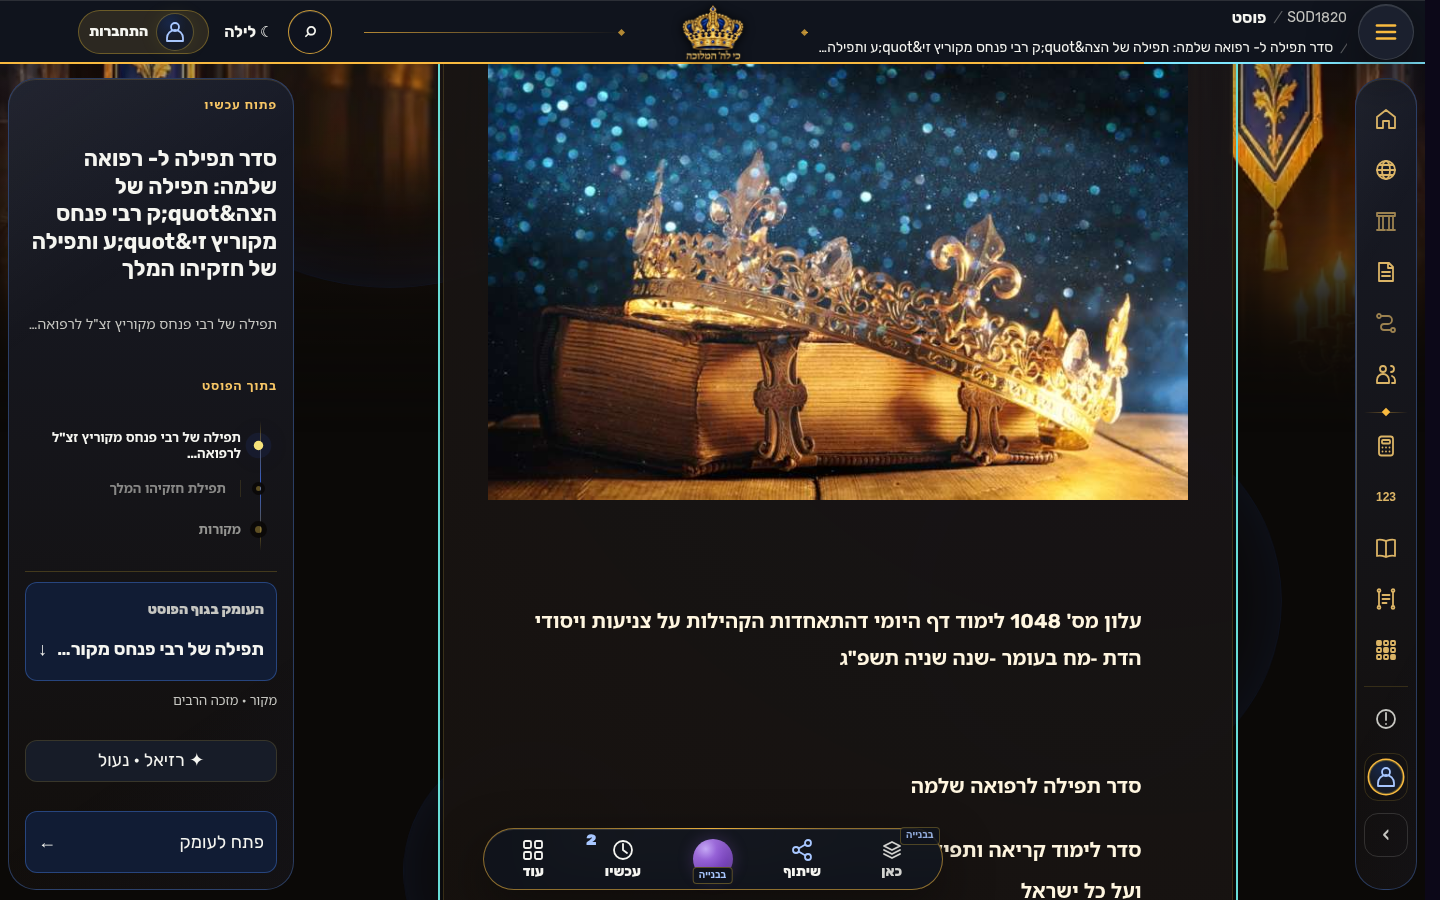 SOD1820 / פוסט
/ סדר תפילה ל- רפואה שלמה: תפילה של הצה&quot;ק רבי פנחס מקוריץ זי&quot;ע ותפילה...
כי לה' המלוכה
☾ לילה
התחברות
פתוח עכשיו
סדר תפילה ל- רפואה
שלמה: תפילה של
הצה&quot;ק רבי פנחס
מקוריץ זי&quot;ע ותפילה
של חזקיהו המלך
תפילה של רבי פנחס מקוריץ זצ"ל לרפואה...
בתוך הפוסט
תפילה של רבי פנחס מקוריץ זצ"ל
לרפואה...
תפילת חזקיהו המלך
מקורות
העומק בגוף הפוסט
תפילה של רבי פנחס מקור... ↓
מקור • מזכה הרבים
✦ רזיאל • נעול
פתח לעומק ←
עלון מס' 1048 לימוד דף היומי דהתאחדות הקהילות על צניעות ויסודי
הדת -מח בעומר -שנה שניה תשפ"ג
סדר תפילה לרפואה שלמה
סדר לימוד קריאה ותפי
ועל כל ישראל
בבנייה
כאן
שיתוף
בבנייה
2
עכשיו
עוד
123